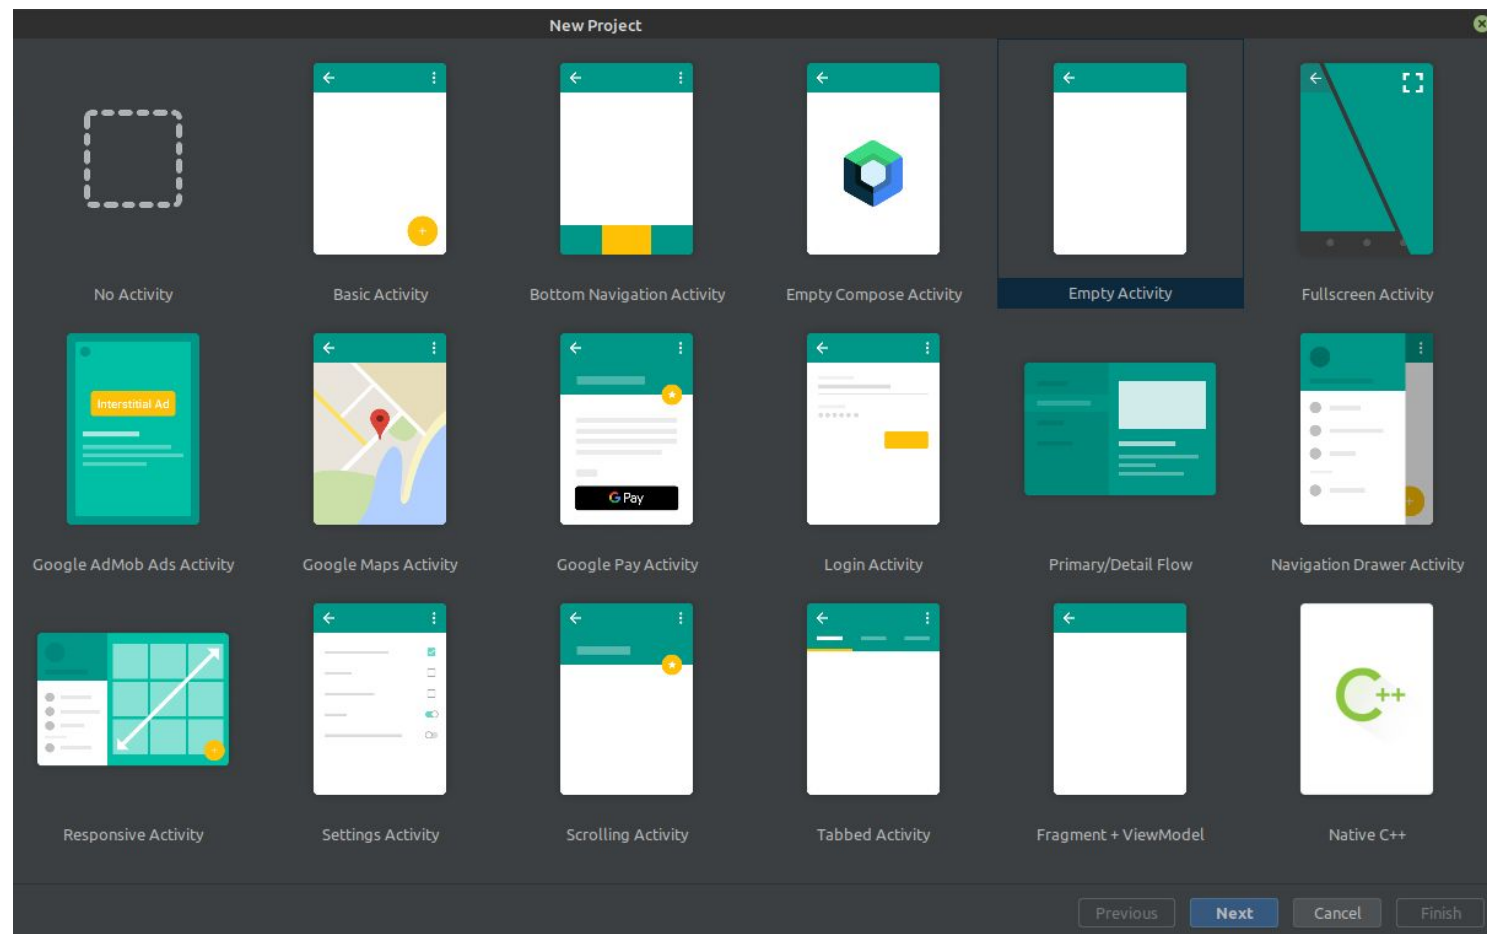 New Project
No Activity
Basic Activity
Bottom Navigation Activity
Empty Compose Activity
Empty Activity
Fullscreen Activity
Interstitial Ad
G Pay
Google AdMob Ads Activity
Google Maps Activity
Google Pay Activity
Login Activity
Primary/Detail Flow
Navigation Drawer Activity
C++
Responsive Activity
Settings Activity
Scrolling Activity
Tabbed Activity
Fragment + ViewModel
Native C++
Previous
Next
Cancel
Finish